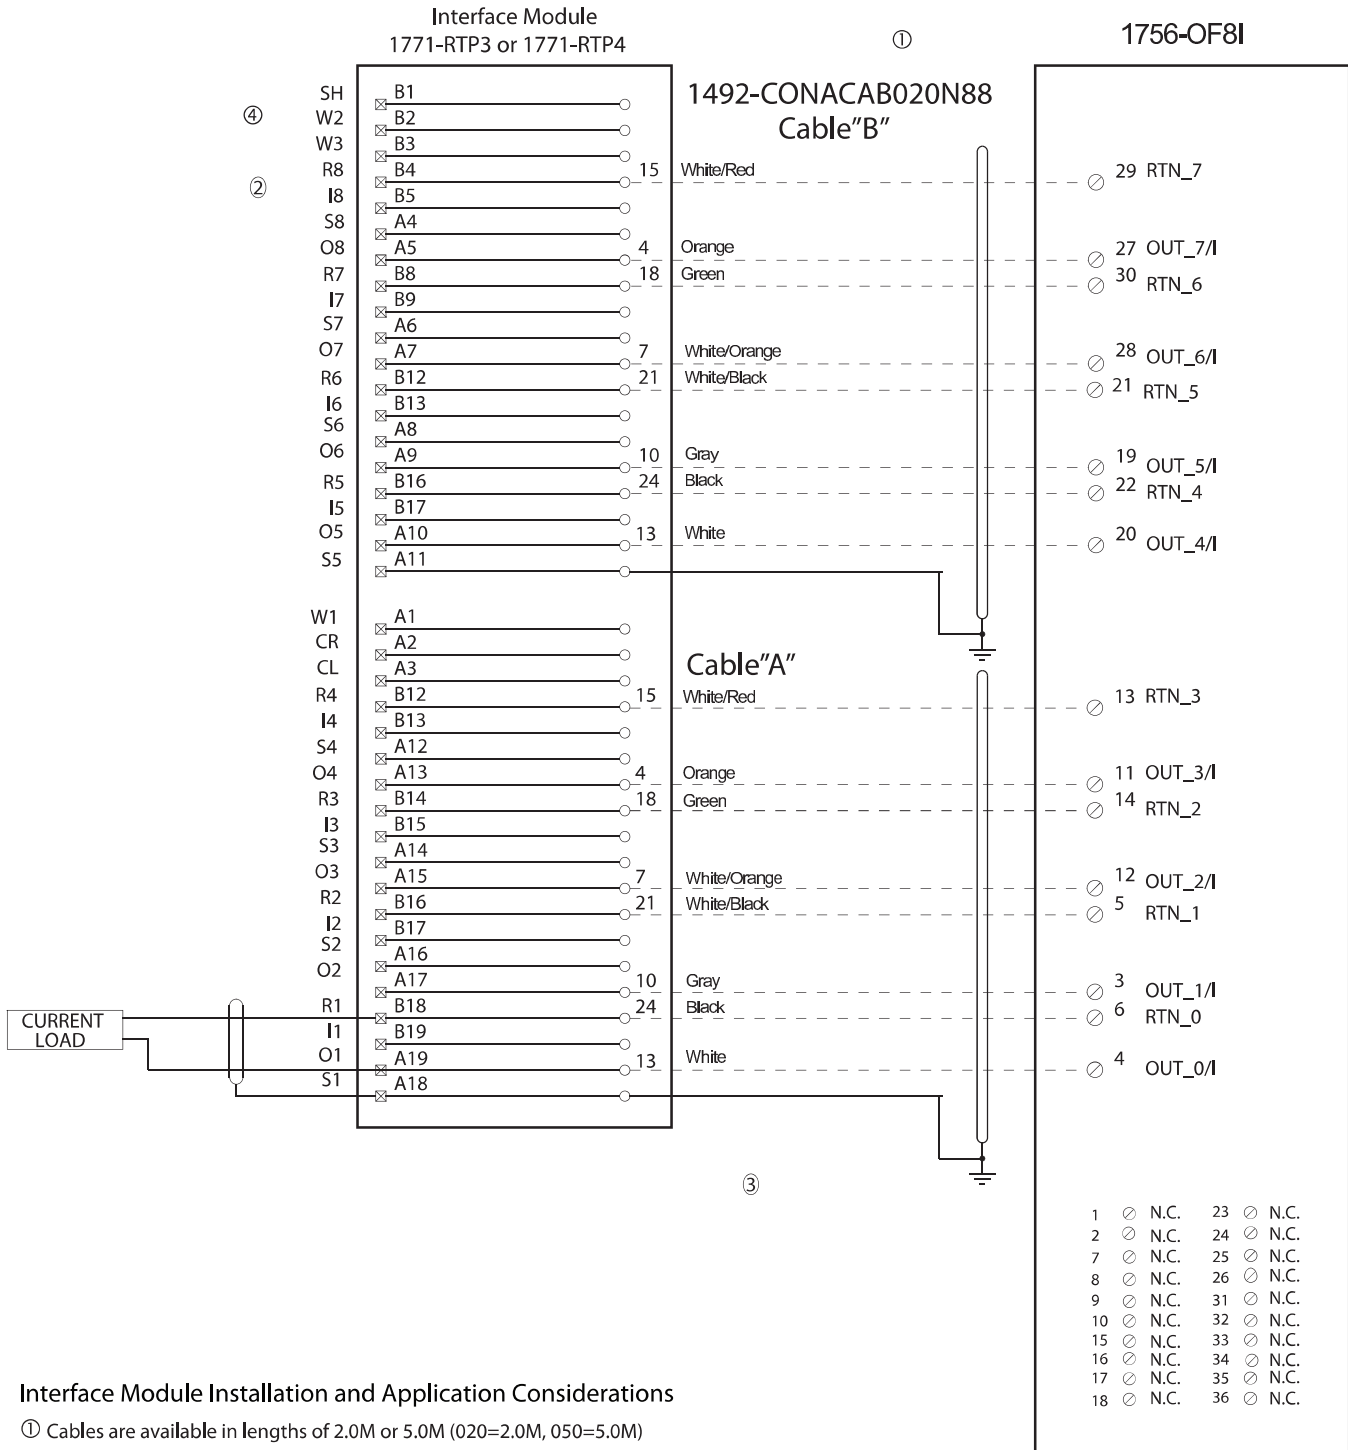 Interface Module
1771-RTP3 or 1771-RTP4
①
1756-OF8I
1492-CONACAB020N88
Cable"B"
SH B1
④
W2 B2
W3 B3
R8 B4 15 White/Red 29 RTN_7
②
I8 B5
S8 A4
O8 A5 4 Orange 27 OUT_7/I
R7 B8 18 Green 30 RTN_6
I7 B9
S7 A6
O7 A7 7 White/Orange 28 OUT_6/I
R6 B12 21 White/Black 21 RTN_5
I6 B13
S6 A8
O6 A9 10 Gray 19 OUT_5/I
R5 B16 24 Black 22 RTN_4
I5 B17
O5 A10 13 White 20 OUT_4/I
S5 A11
W1 A1
CR A2
CL A3
Cable"A"
R4 B12 15 White/Red 13 RTN_3
I4 B13
S4 A12
O4 A13 4 Orange 11 OUT_3/I
R3 B14 18 Green 14 RTN_2
I3 B15
S3 A14
O3 A15 7 White/Orange 12 OUT_2/I
R2 B16 21 White/Black 5 RTN_1
I2 B17
S2 A16
O2 A17 10 Gray 3 OUT_1/I
R1 B18 24 Black 6 RTN_0
CURRENT
LOAD
I1 B19
O1 A19 13 White 4 OUT_0/I
S1 A18
③
1 N.C. 23 N.C.
2 N.C. 24 N.C.
7 N.C. 25 N.C.
8 N.C. 26 N.C.
9 N.C. 31 N.C.
10 N.C. 32 N.C.
15 N.C. 33 N.C.
16 N.C. 34 N.C.
17 N.C. 35 N.C.
18 N.C. 36 N.C.
Interface Module Installation and Application Considerations
① Cables are available in lengths of 2.0M or 5.0M (020=2.0M, 050=5.0M)